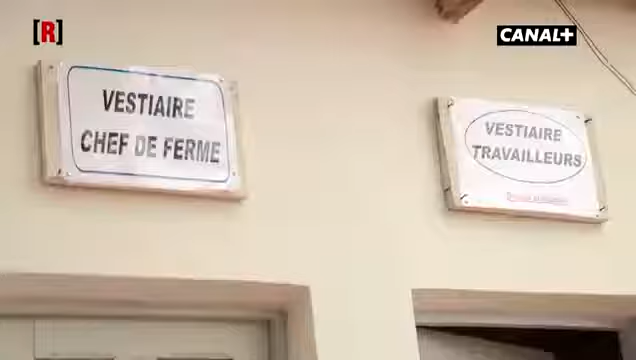 [R]
CANAL+
VESTIAIRE
CHEF DE FERME
VESTIAIRE
TRAVAILLEURS